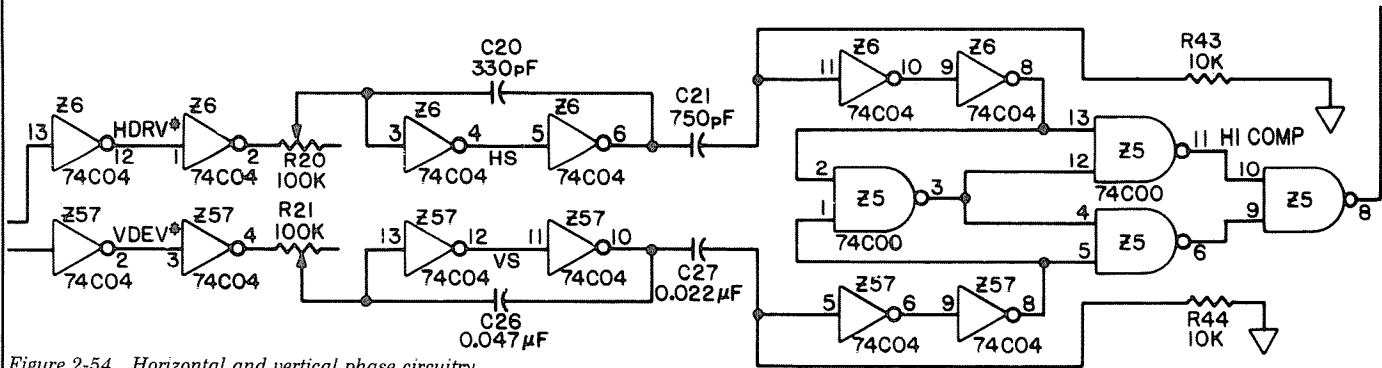 C20
330pF
Z6
Z6
13
HDRV*
12
1
2
74C04
74C04
R20
100K
Z6
Z6
3
4
5
6
HS
74C04
74C04
C21
750pF
Z6
Z6
11
10
9
8
74C04
74C04
R43
10K
13
12
Z5
11
HI COMP
74C00
2
1
Z5
3
74C00
4
5
Z5
6
10
9
Z5
8
Z57
Z57
VDEV*
2
3
4
74C04
74C04
R21
100K
Z57
Z57
13
12
11
10
VS
74C04
74C04
C26
0.047µF
C27
0.022µF
Z57
Z57
5
6
9
8
74C04
74C04
R44
10K
Figure 2-54 Horizontal and vertical phase circuitry